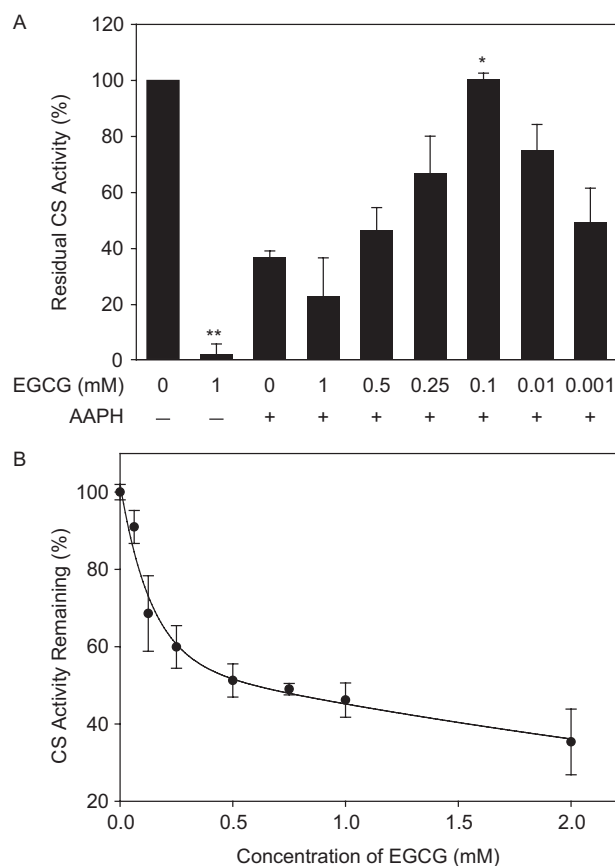 A
120
100
80
60
40
20
0
Residual CS Activity (%)
**
*
EGCG (mM) 0 1 0 1 0.5 0.25 0.1 0.01 0.001
AAPH — — + + + + + + +
B
100
80
60
40
20
CS Activity Remaining (%)
0.0 0.5 1.0 1.5 2.0
Concentration of EGCG (mM)